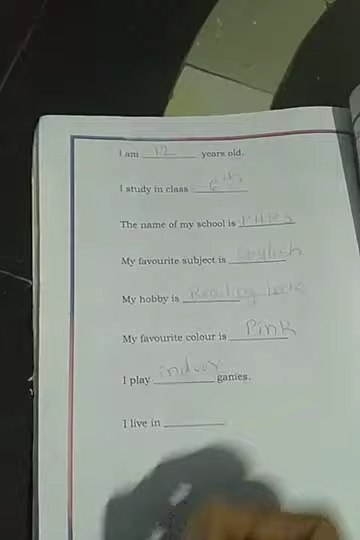 I am 12 years old.
I study in class 6th
The name of my school is
My favourite subject is English
My hobby is Reading book
My favourite colour is Pink
I play indoor games.
I live in